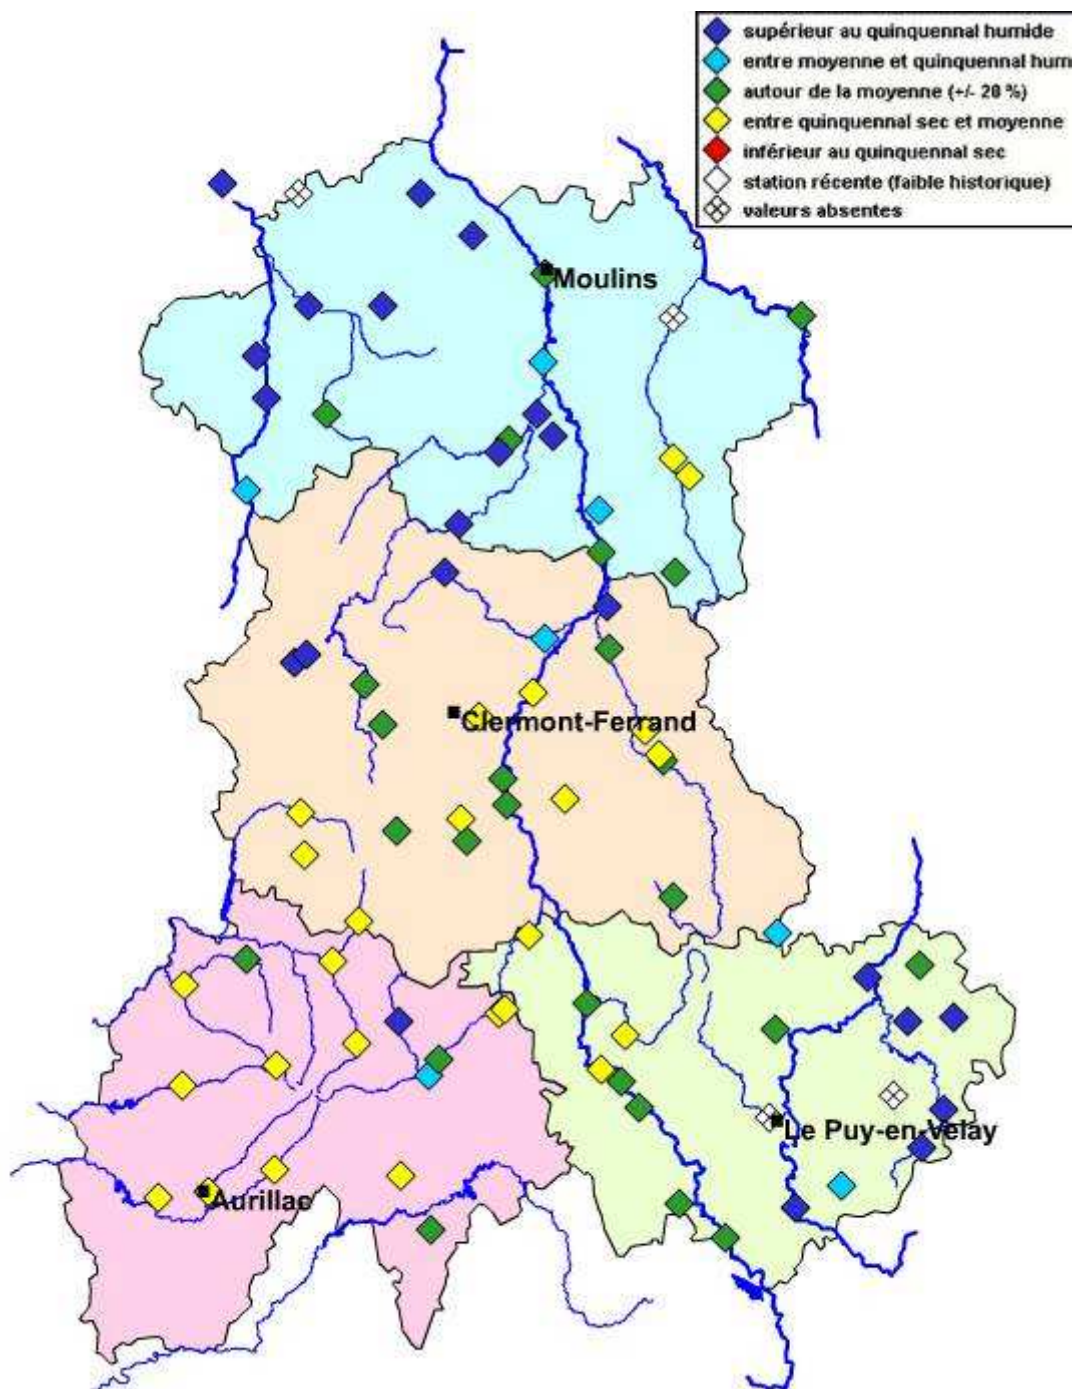 supérieur au quinquennal humide
entre moyenne et quinquennal hum
autour de la moyenne (+/- 20 %)
entre quinquennal sec et moyenne
inférieur au quinquennal sec
station récente (faible historique)
valeurs absentes
Moulins
Clermont-Ferrand
Le Puy-en-Velay
Aurillac